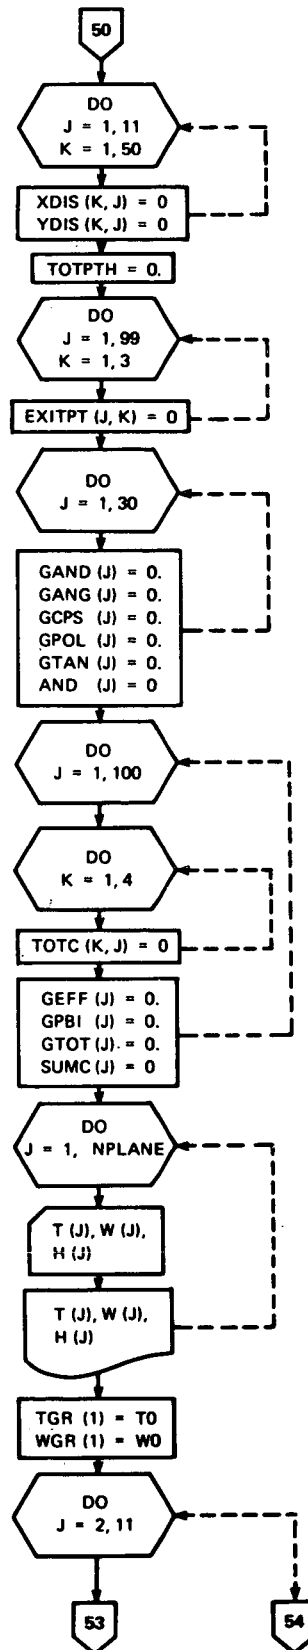 50
DO
J = 1, 11
K = 1, 50
XDIS (K, J) = 0
YDIS (K, J) = 0
TOTPTH = 0.
DO
J = 1, 99
K = 1, 3
EXITPT (J, K) = 0
DO
J = 1, 30
GAND (J) = 0.
GANG (J) = 0.
GCPS (J) = 0.
GPOL (J) = 0.
GTAN (J) = 0.
AND (J) = 0
DO
J = 1, 100
DO
K = 1, 4
TOTC (K, J) = 0
GEFF (J) = 0.
GPBI (J) = 0.
GTOT (J) = 0.
SUMC (J) = 0
DO
J = 1, NPLANE
T (J), W (J),
H (J)
T (J), W (J),
H (J)
TGR (1) = T0
WGR (1) = W0
DO
J = 2, 11
53
54